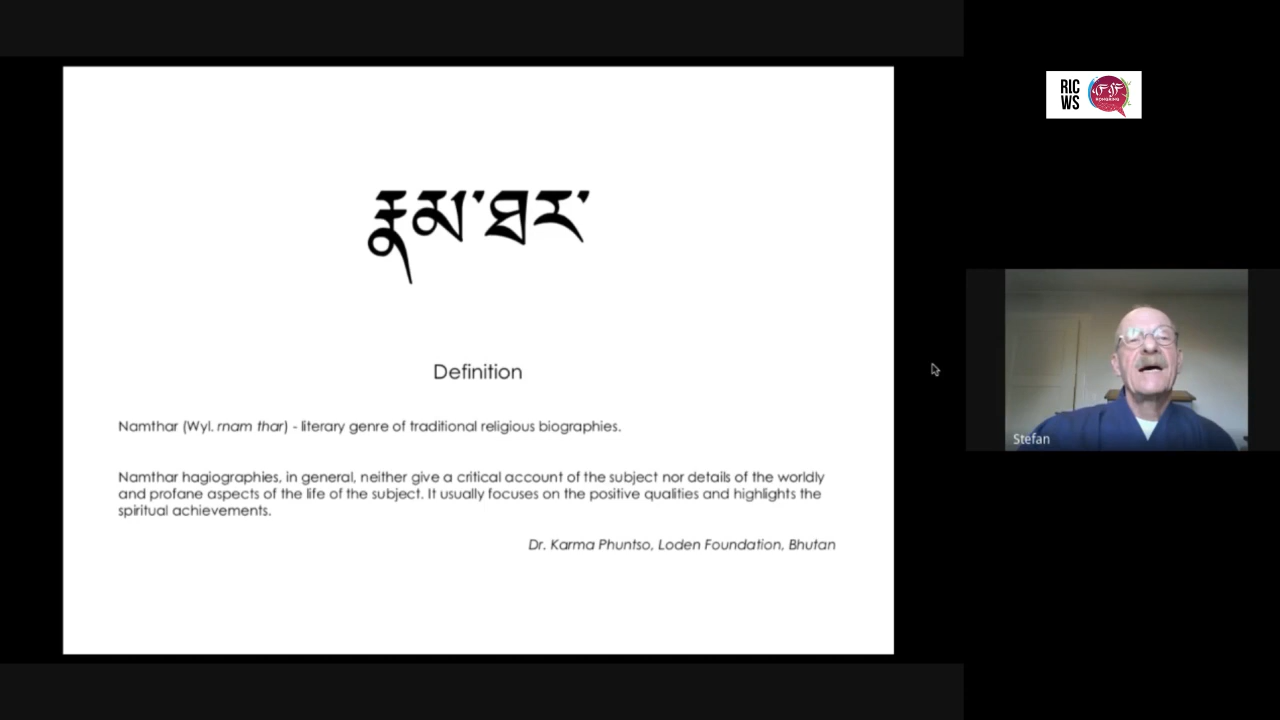 རྣམ་ཐར་
Definition
Namthar (Wyl. rnam thar) - literary genre of traditional religious biographies.
Namthar hagiographies, in general, neither give a critical account of the subject nor details of the worldly
and profane aspects of the life of the subject. It usually focuses on the positive qualities and highlights the
spiritual achievements.
Dr. Karma Phuntso, Loden Foundation, Bhutan
RIC
WS
Stefan